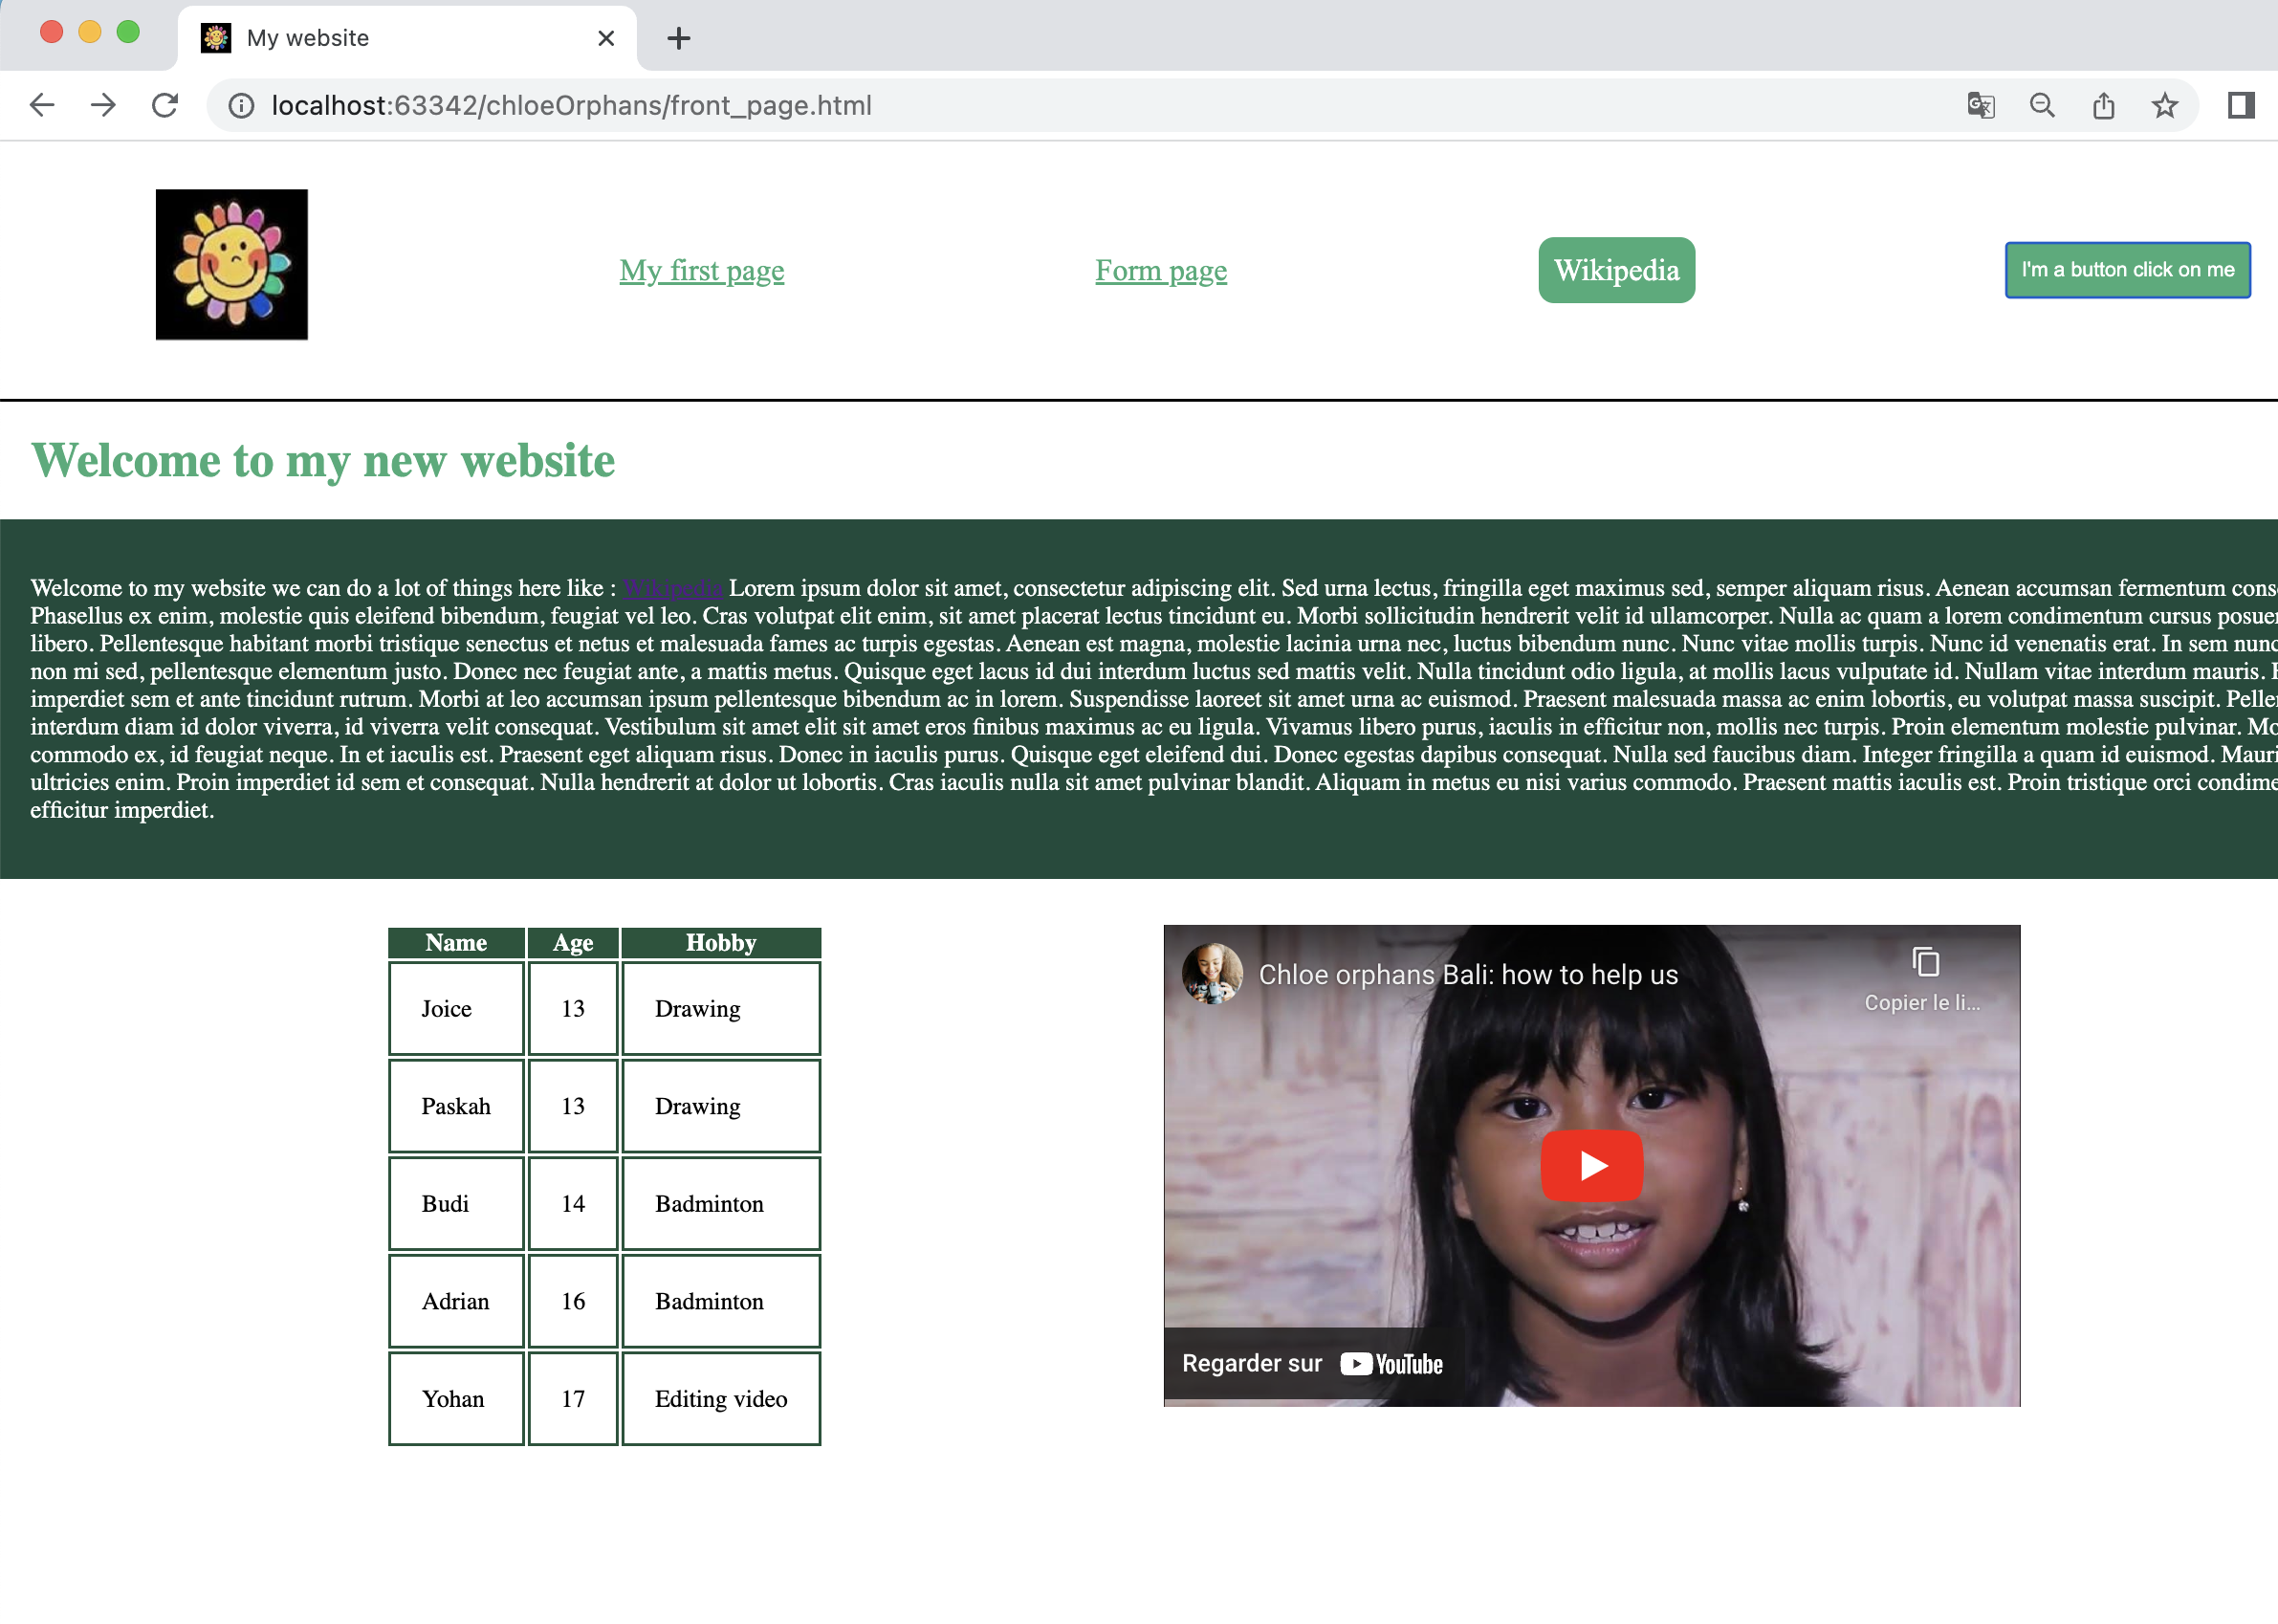 My website
localhost:63342/chloeOrphans/front_page.html
My first page
Form page
Wikipedia
I'm a button click on me
Welcome to my new website
Welcome to my website we can do a lot of things here like : Wikipedia Lorem ipsum dolor sit amet, consectetur adipiscing elit. Sed urna lectus, fringilla eget maximus sed, semper aliquam risus. Aenean accumsan fermentum cons
Phasellus ex enim, molestie quis eleifend bibendum, feugiat vel leo. Cras volutpat elit enim, sit amet placerat lectus tincidunt eu. Morbi sollicitudin hendrerit velit id ullamcorper. Nulla ac quam a lorem condimentum cursus posuer
libero. Pellentesque habitant morbi tristique senectus et netus et malesuada fames ac turpis egestas. Aenean est magna, molestie lacinia urna nec, luctus bibendum nunc. Nunc vitae mollis turpis. Nunc id venenatis erat. In sem nunc
non mi sed, pellentesque elementum justo. Donec nec feugiat ante, a mattis metus. Quisque eget lacus id dui interdum luctus sed mattis velit. Nulla tincidunt odio ligula, at mollis lacus vulputate id. Nullam vitae interdum mauris.
imperdiet sem et ante tincidunt rutrum. Morbi at leo accumsan ipsum pellentesque bibendum ac in lorem. Suspendisse laoreet sit amet urna ac euismod. Praesent malesuada massa ac enim lobortis, eu volutpat massa suscipit. Peller
interdum diam id dolor viverra, id viverra velit consequat. Vestibulum sit amet elit sit amet eros finibus maximus ac eu ligula. Vivamus libero purus, iaculis in efficitur non, mollis nec turpis. Proin elementum molestie pulvinar. Mo
commodo ex, id feugiat neque. In et iaculis est. Praesent eget aliquam risus. Donec in iaculis purus. Quisque eget eleifend dui. Donec egestas dapibus consequat. Nulla sed faucibus diam. Integer fringilla a quam id euismod. Mauri
ultricies enim. Proin imperdiet id sem et consequat. Nulla hendrerit at dolor ut lobortis. Cras iaculis nulla sit amet pulvinar blandit. Aliquam in metus eu nisi varius commodo. Praesent mattis iaculis est. Proin tristique orci condime
efficitur imperdiet.
Name Age Hobby
Joice 13 Drawing
Paskah 13 Drawing
Budi 14 Badminton
Adrian 16 Badminton
Yohan 17 Editing video
Chloe orphans Bali: how to help us
Copier le li...
Regarder sur YouTube